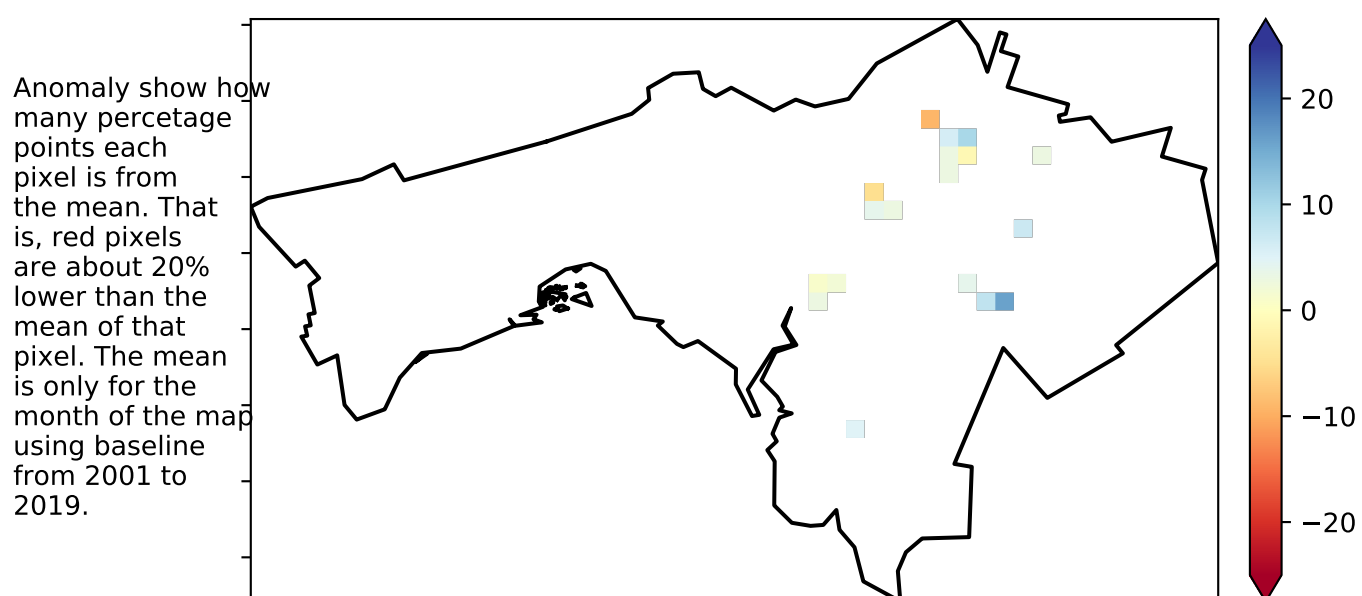 Anomaly show how
many percetage
points each
pixel is from
the mean. That
is, red pixels
are about 20%
lower than the
mean of that
pixel. The mean
is only for the
month of the map
using baseline
from 2001 to
2019.
20
10
0
−10
−20